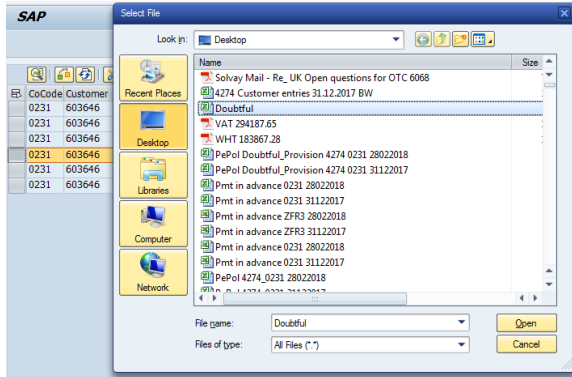 SAP
CoCode Customer
0231 603646
0231 603646
0231 603646
0231 603646
0231 603646
0231 603646
Select File
Look in: Desktop
Recent Places
Desktop
Libraries
Computer
Network
Name Size
Solvay Mail - Re_ UK Open questions for OTC 6068
4274 Customer entries 31.12.2017 BW
Doubtful
VAT 294187.65
WHT 183867.28
PePol Doubtful_Provision 4274 0231 28022018
PePol Doubtful_Provision 4274 0231 31122017
Pmt in advance 0231 28022018
Pmt in advance ZFR3 28022018
Pmt in advance ZFR3 31122017
Pmt in advance 0231 28022018
Pmt in advance 0231 31122017
PePol 4274_0231 28022018
File name: Doubtful
Open
Files of type: All Files (*.*)
Cancel